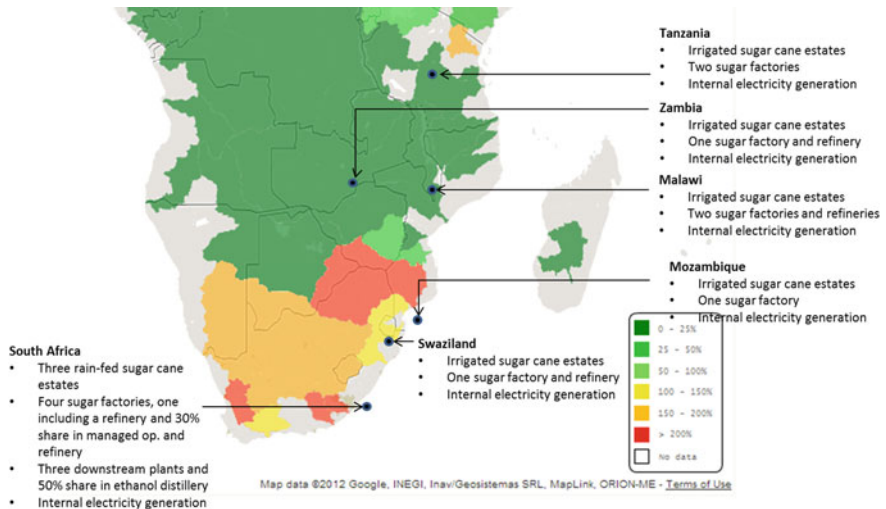 Tanzania
• Irrigated sugar cane estates
• Two sugar factories
• Internal electricity generation
Zambia
• Irrigated sugar cane estates
• One sugar factory and refinery
• Internal electricity generation
Malawi
• Irrigated sugar cane estates
• Two sugar factories and refineries
• Internal electricity generation
Mozambique
• Irrigated sugar cane estates
• One sugar factory
• Internal electricity generation
Swaziland
• Irrigated sugar cane estates
• One sugar factory and refinery
• Internal electricity generation
South Africa
• Three rain-fed sugar cane
estates
• Four sugar factories, one
including a refinery and 30%
share in managed op. and
refinery
• Three downstream plants and
50% share in ethanol distillery
• Internal electricity generation
0 - 25%
25 - 50%
50 - 100%
100 - 150%
150 - 200%
> 200%
No data
Map data ©2012 Google, INEGI, Inav/Geosistemas SRL, MapLink, ORION-ME - Terms of Use